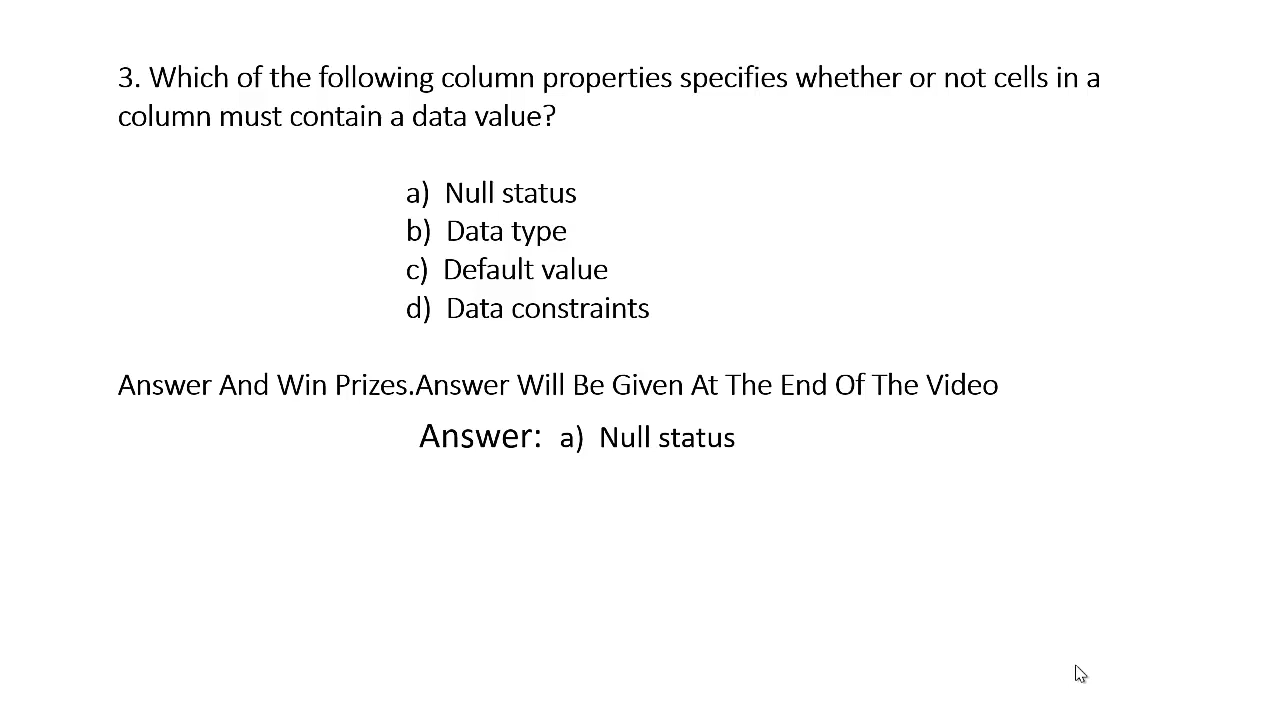 3. Which of the following column properties specifies whether or not cells in a
column must contain a data value?
a) Null status
b) Data type
c) Default value
d) Data constraints
Answer And Win Prizes.Answer Will Be Given At The End Of The Video
Answer: a) Null status